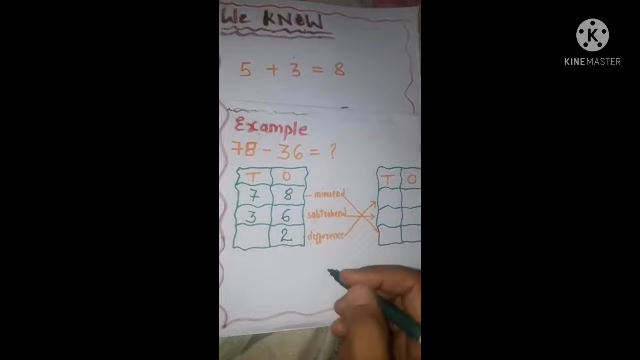 We KNOW
5 + 3 = 8
Example
78 - 36 = ?
T O
7 8 minuend
3 6 subtrahend
2 difference
T O
K
KINEMASTER